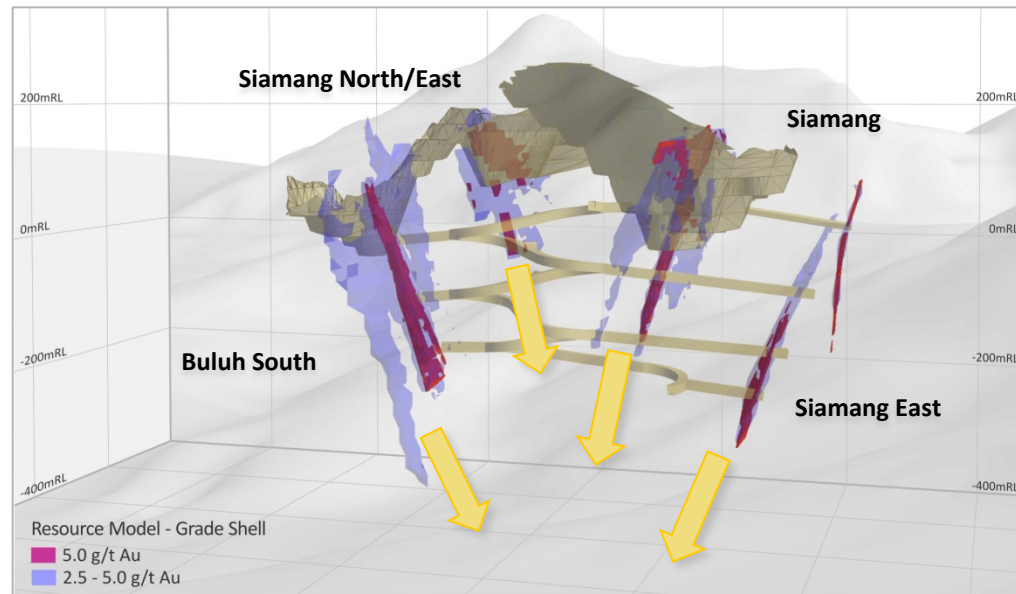 Siamang North/East
Siamang
200mRL
200mRL
0mRL
0mRL
-200mRL
-200mRL
Buluh South
Siamang East
-400mRL
-400mRL
Resource Model - Grade Shell
5.0 g/t Au
2.5 - 5.0 g/t Au